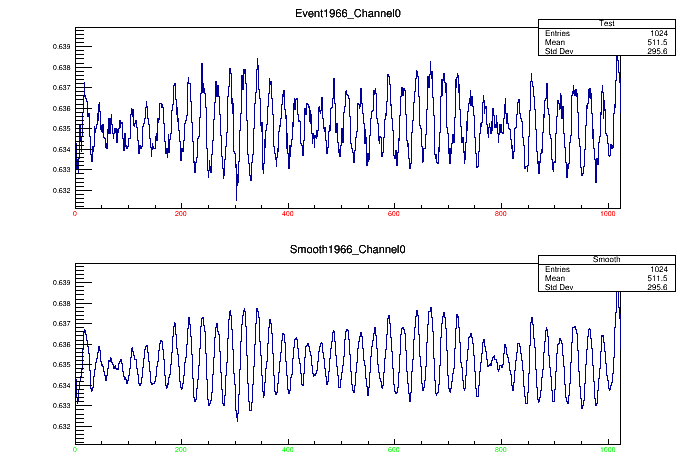 Event1966_Channel0
Test
Entries 1024
Mean 511.5
Std Dev 295.6
0.639
0.638
0.637
0.636
0.635
0.634
0.633
0.632
0 200 400 600 800 1000
Smooth1966_Channel0
Smooth
Entries 1024
Mean 511.5
Std Dev 295.6
0.639
0.638
0.637
0.636
0.635
0.634
0.633
0.632
0 200 400 600 800 1000